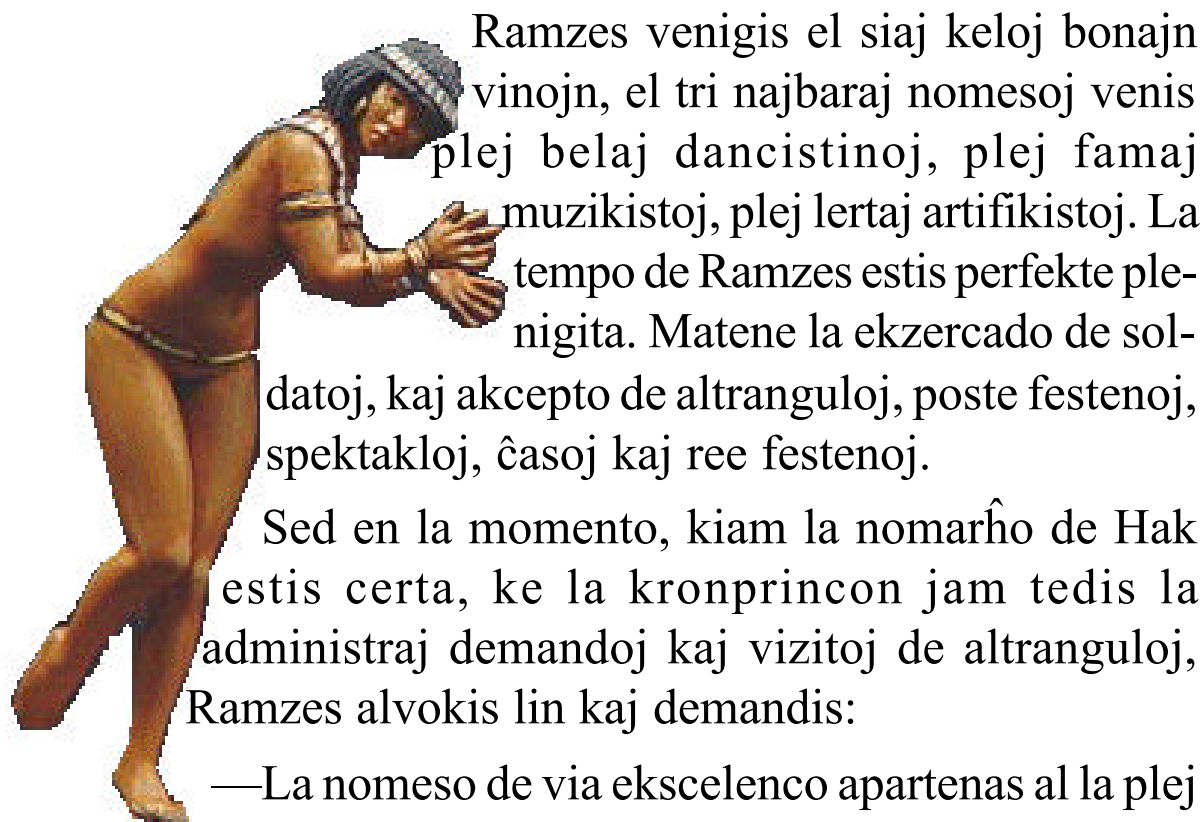 Ramzes venigis el siaj keloj bonajn
vinojn, el tri najbaraj nomesoj venis
plej belaj dancistinoj, plej famaj
muzikistoj, plej lertaj artifikistoj. La
tempo de Ramzes estis perfekte ple-
nigita. Matene la ekzercado de sol-
datoj, kaj akcepto de altranguloj, poste festenoj,
spektakloj, ĉasoj kaj ree festenoj.
Sed en la momento, kiam la nomarĥo de Hak
estis certa, ke la kronprincon jam tedis la
administraj demandoj kaj vizitoj de altranguloj,
Ramzes alvokis lin kaj demandis:
—La nomeso de via ekscelenco apartenas al la plej